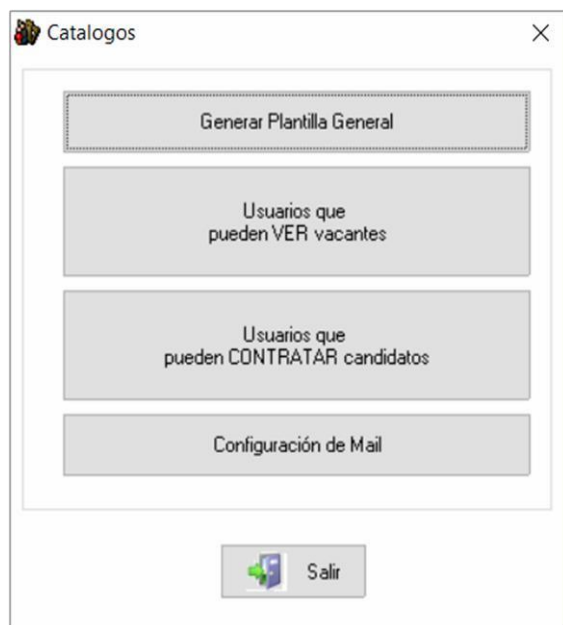 Catalogos
Generar Plantilla General
Usuarios que
pueden VER vacantes
Usuarios que
pueden CONTRATAR candidatos
Configuración de Mail
Salir